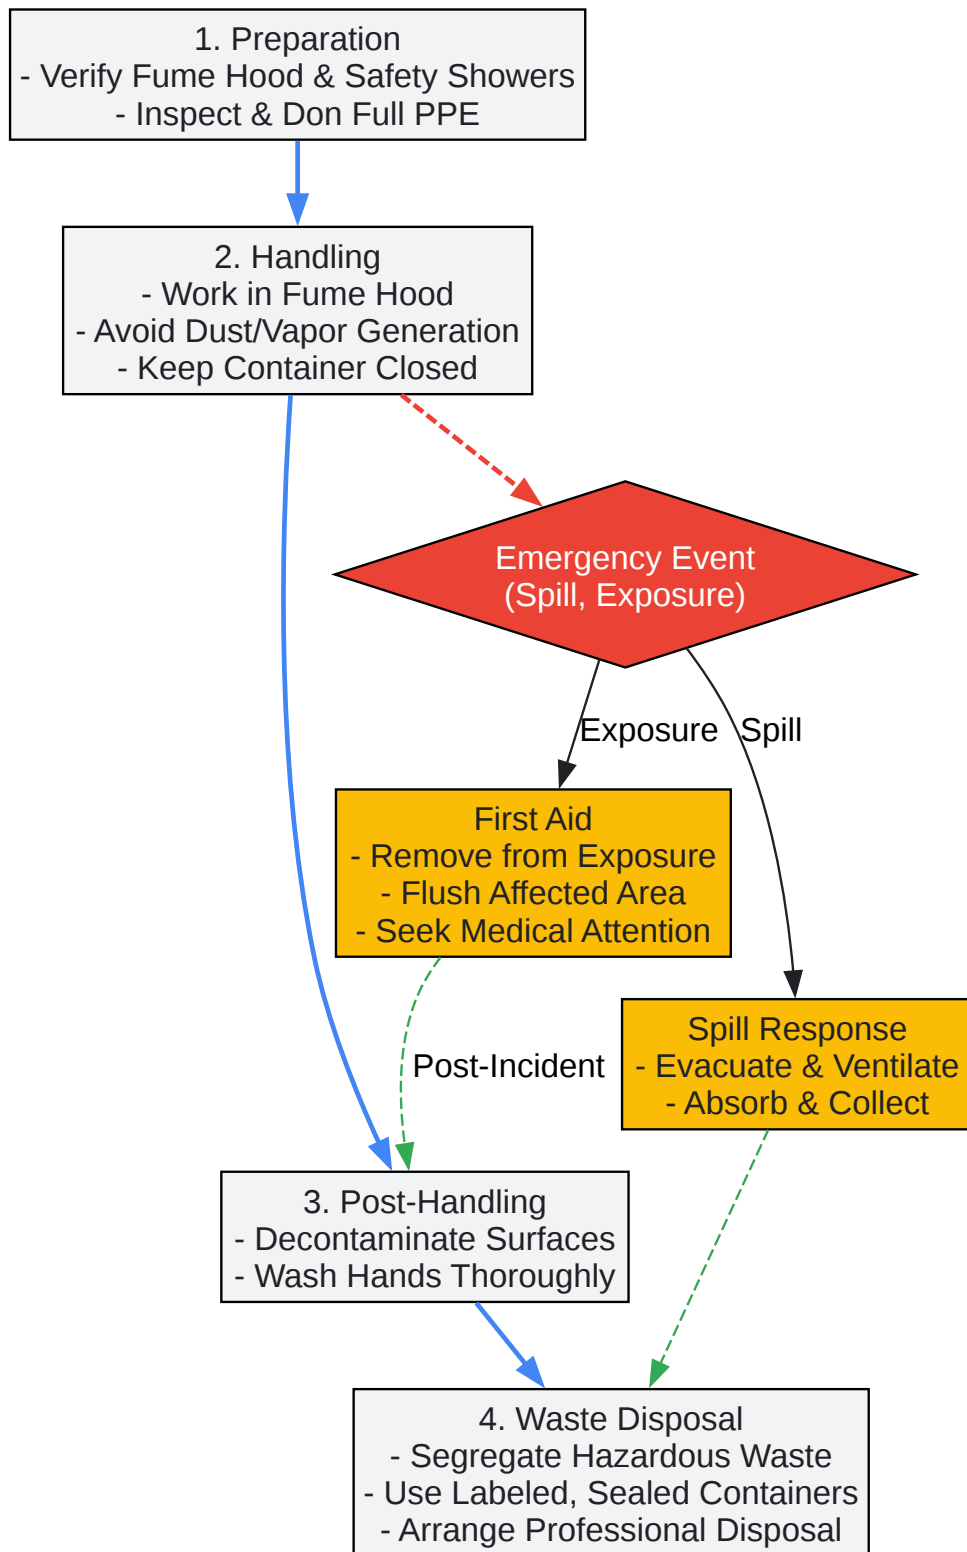 1. Preparation
- Verify Fume Hood & Safety Showers
- Inspect & Don Full PPE
2. Handling
- Work in Fume Hood
- Avoid Dust/Vapor Generation
- Keep Container Closed
Emergency Event
(Spill, Exposure)
Exposure
Spill
First Aid
- Remove from Exposure
- Flush Affected Area
- Seek Medical Attention
Spill Response
- Evacuate & Ventilate
- Absorb & Collect
Post-Incident
3. Post-Handling
- Decontaminate Surfaces
- Wash Hands Thoroughly
4. Waste Disposal
- Segregate Hazardous Waste
- Use Labeled, Sealed Containers
- Arrange Professional Disposal